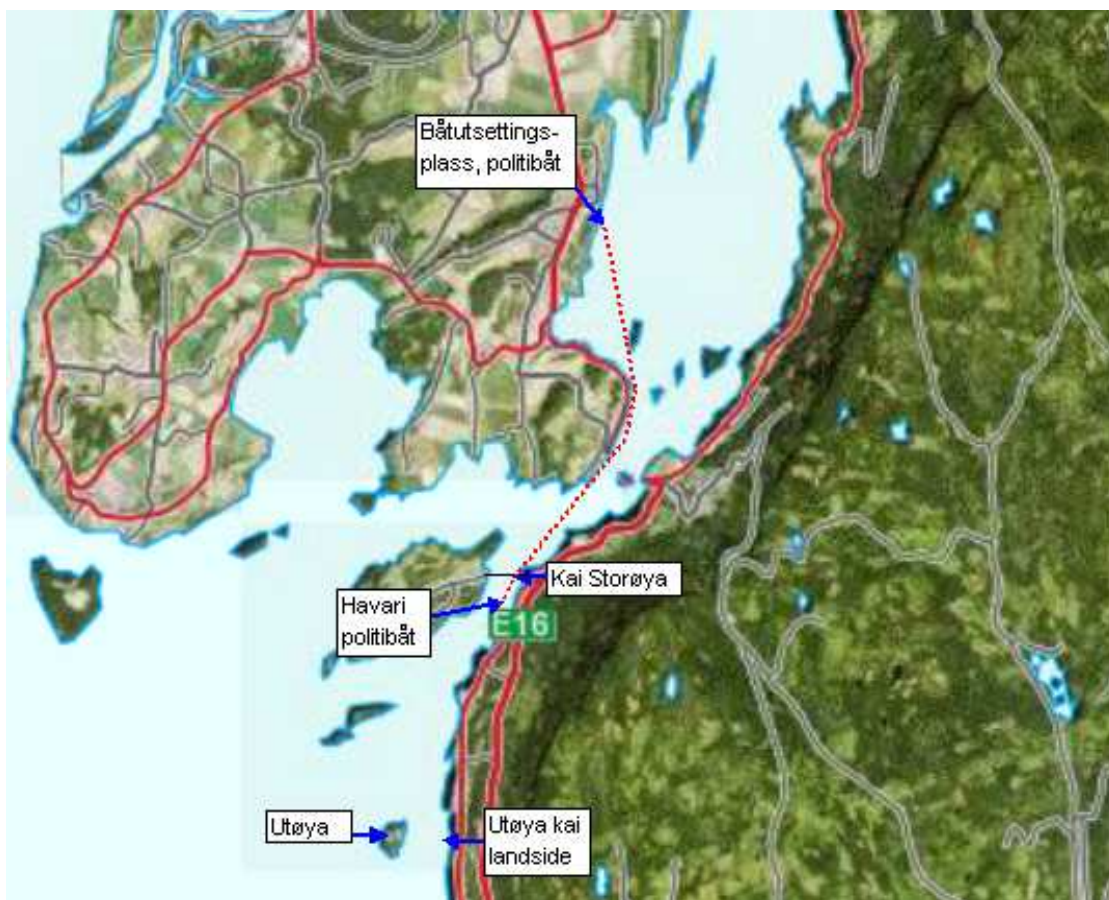 Båtutsettings-
plass, politibåt
Kai Storøya
Havari
politibåt
E16
Utøya
Utøya kai
landside